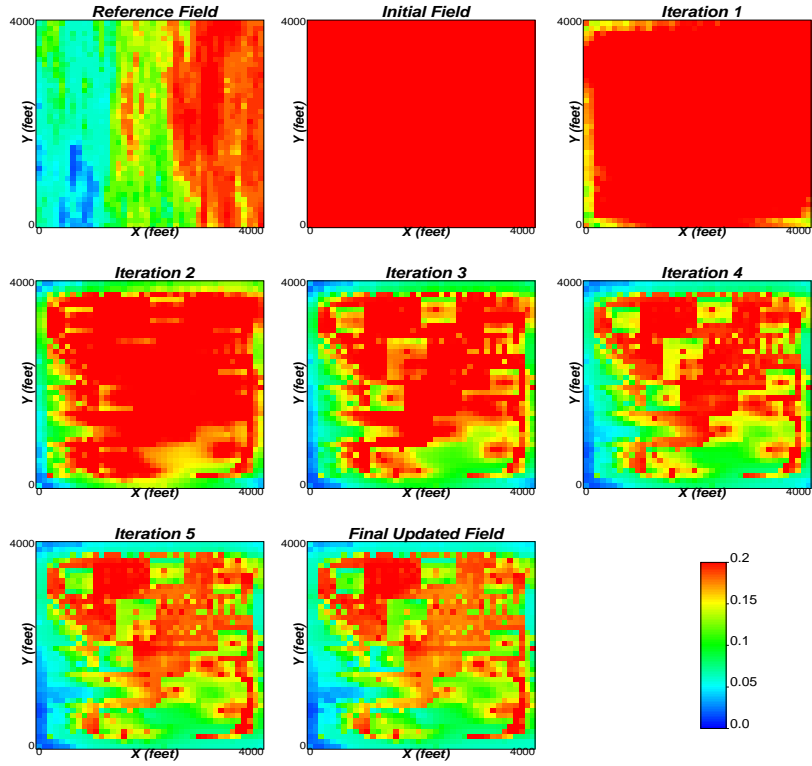 Reference Field
Initial Field
Iteration 1
4000
Y (feet)
0
0
X (feet)
4000
4000
Y (feet)
0
0
X (feet)
4000
4000
Y (feet)
0
0
X (feet)
4000
Iteration 2
Iteration 3
Iteration 4
4000
Y (feet)
0
0
X (feet)
4000
4000
Y (feet)
0
0
X (feet)
4000
4000
Y (feet)
0
0
X (feet)
4000
Iteration 5
Final Updated Field
4000
Y (feet)
0
0
X (feet)
4000
4000
Y (feet)
0
0
X (feet)
4000
0.2
0.15
0.1
0.05
0.0